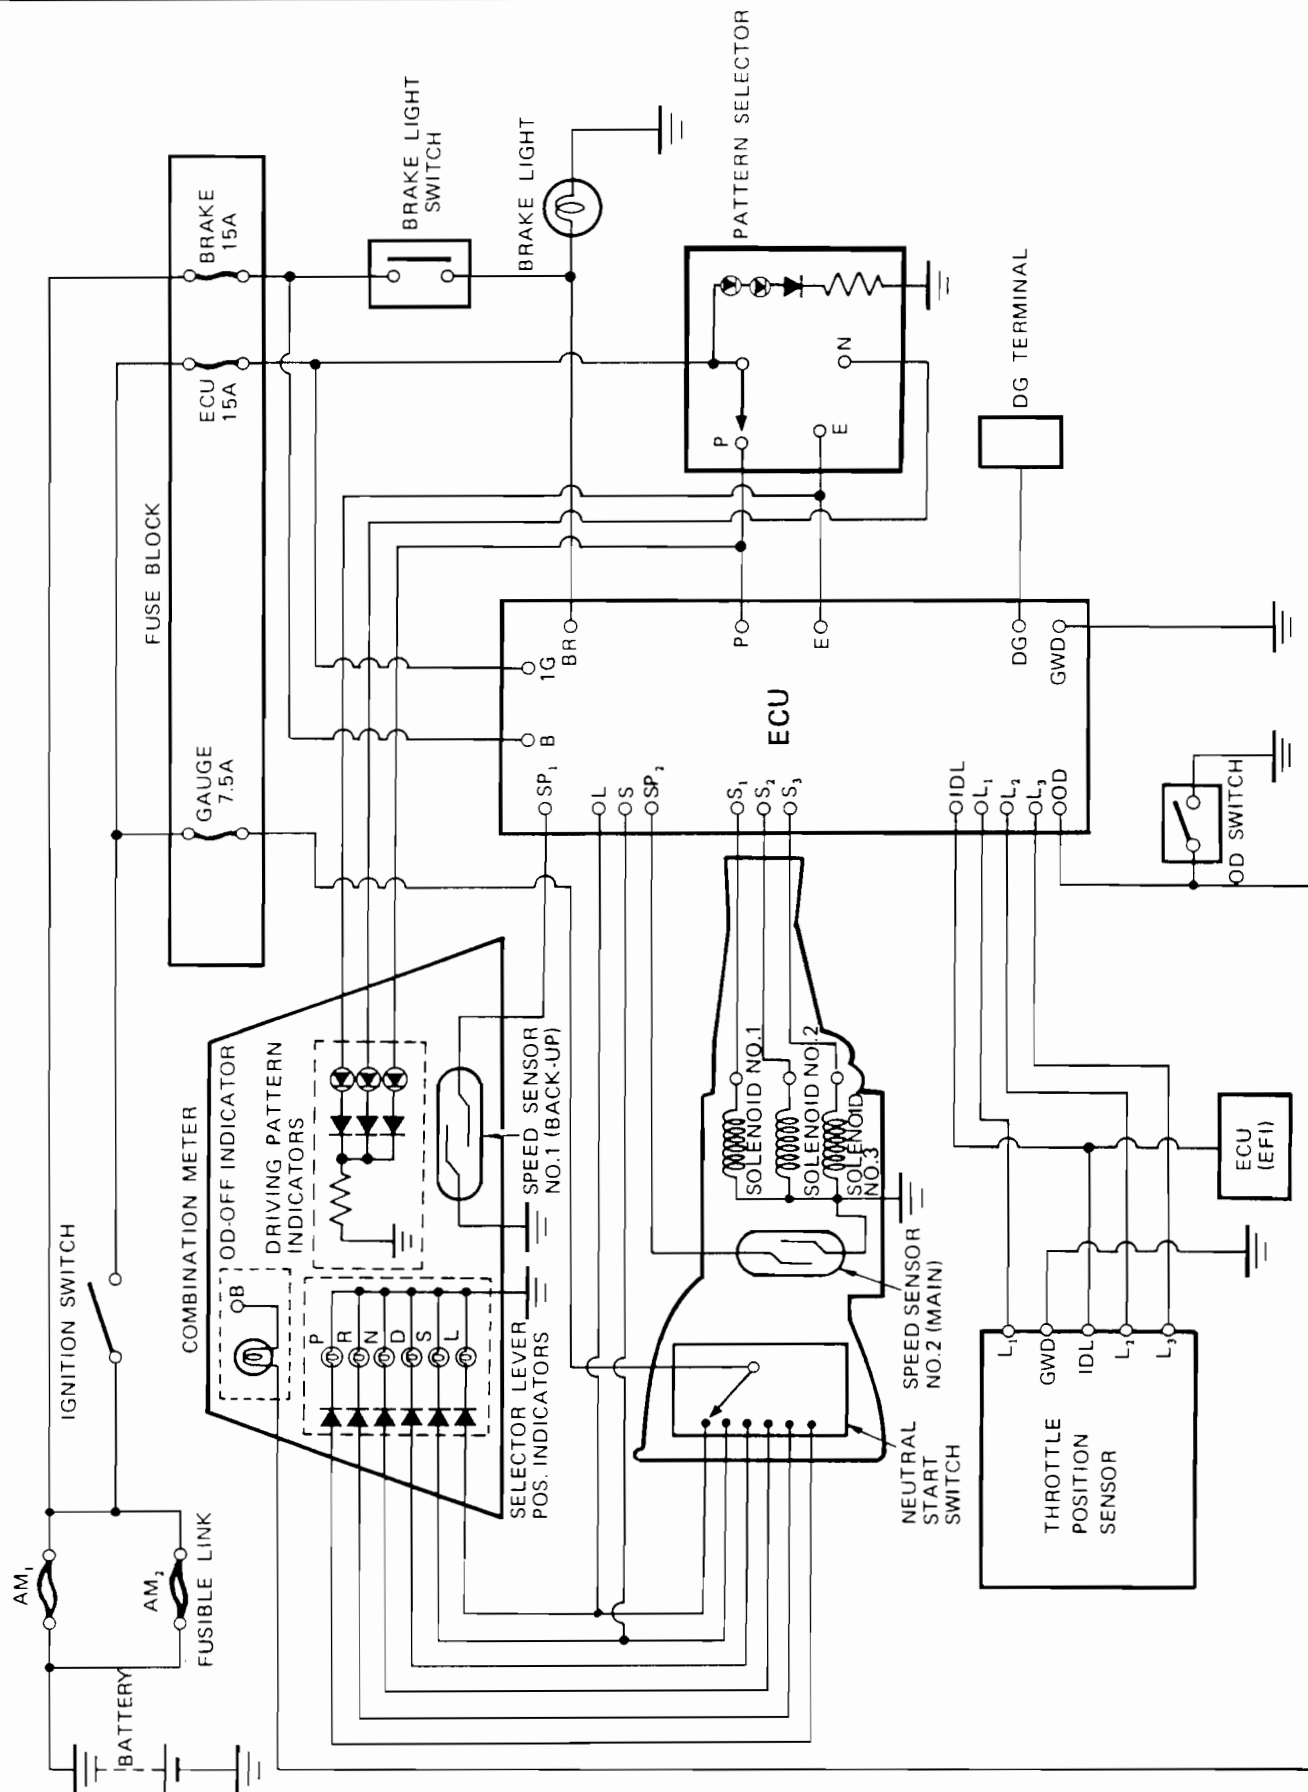 AM₁
AM₂
FUSIBLE LINK
BATTERY
IGNITION SWITCH
FUSE BLOCK
GAUGE
7.5A
ECU
15A
BRAKE
15A
BRAKE LIGHT
SWITCH
BRAKE LIGHT
PATTERN SELECTOR
P
E
N
DG TERMINAL
COMBINATION METER
OD-OFF INDICATOR
B
DRIVING PATTERN
INDICATORS
P
R
N
D
S
L
SELECTOR LEVER
POS. INDICATORS
SPEED SENSOR
NO.1 (BACK-UP)
ECU
B
1G
BR
P
E
DG
GWD
SP₁
L
S
SP₂
S₁
S₂
S₃
IDL
L₁
L₂
L₃
OD
OD SWITCH
SOLENOID NO.1
SOLENOID NO.2
SOLENOID
NO.3
SPEED SENSOR
NO.2 (MAIN)
NEUTRAL
START
SWITCH
THROTTLE
POSITION
SENSOR
L₁
GWD
IDL
L₂
L₃
ECU
(EFI)